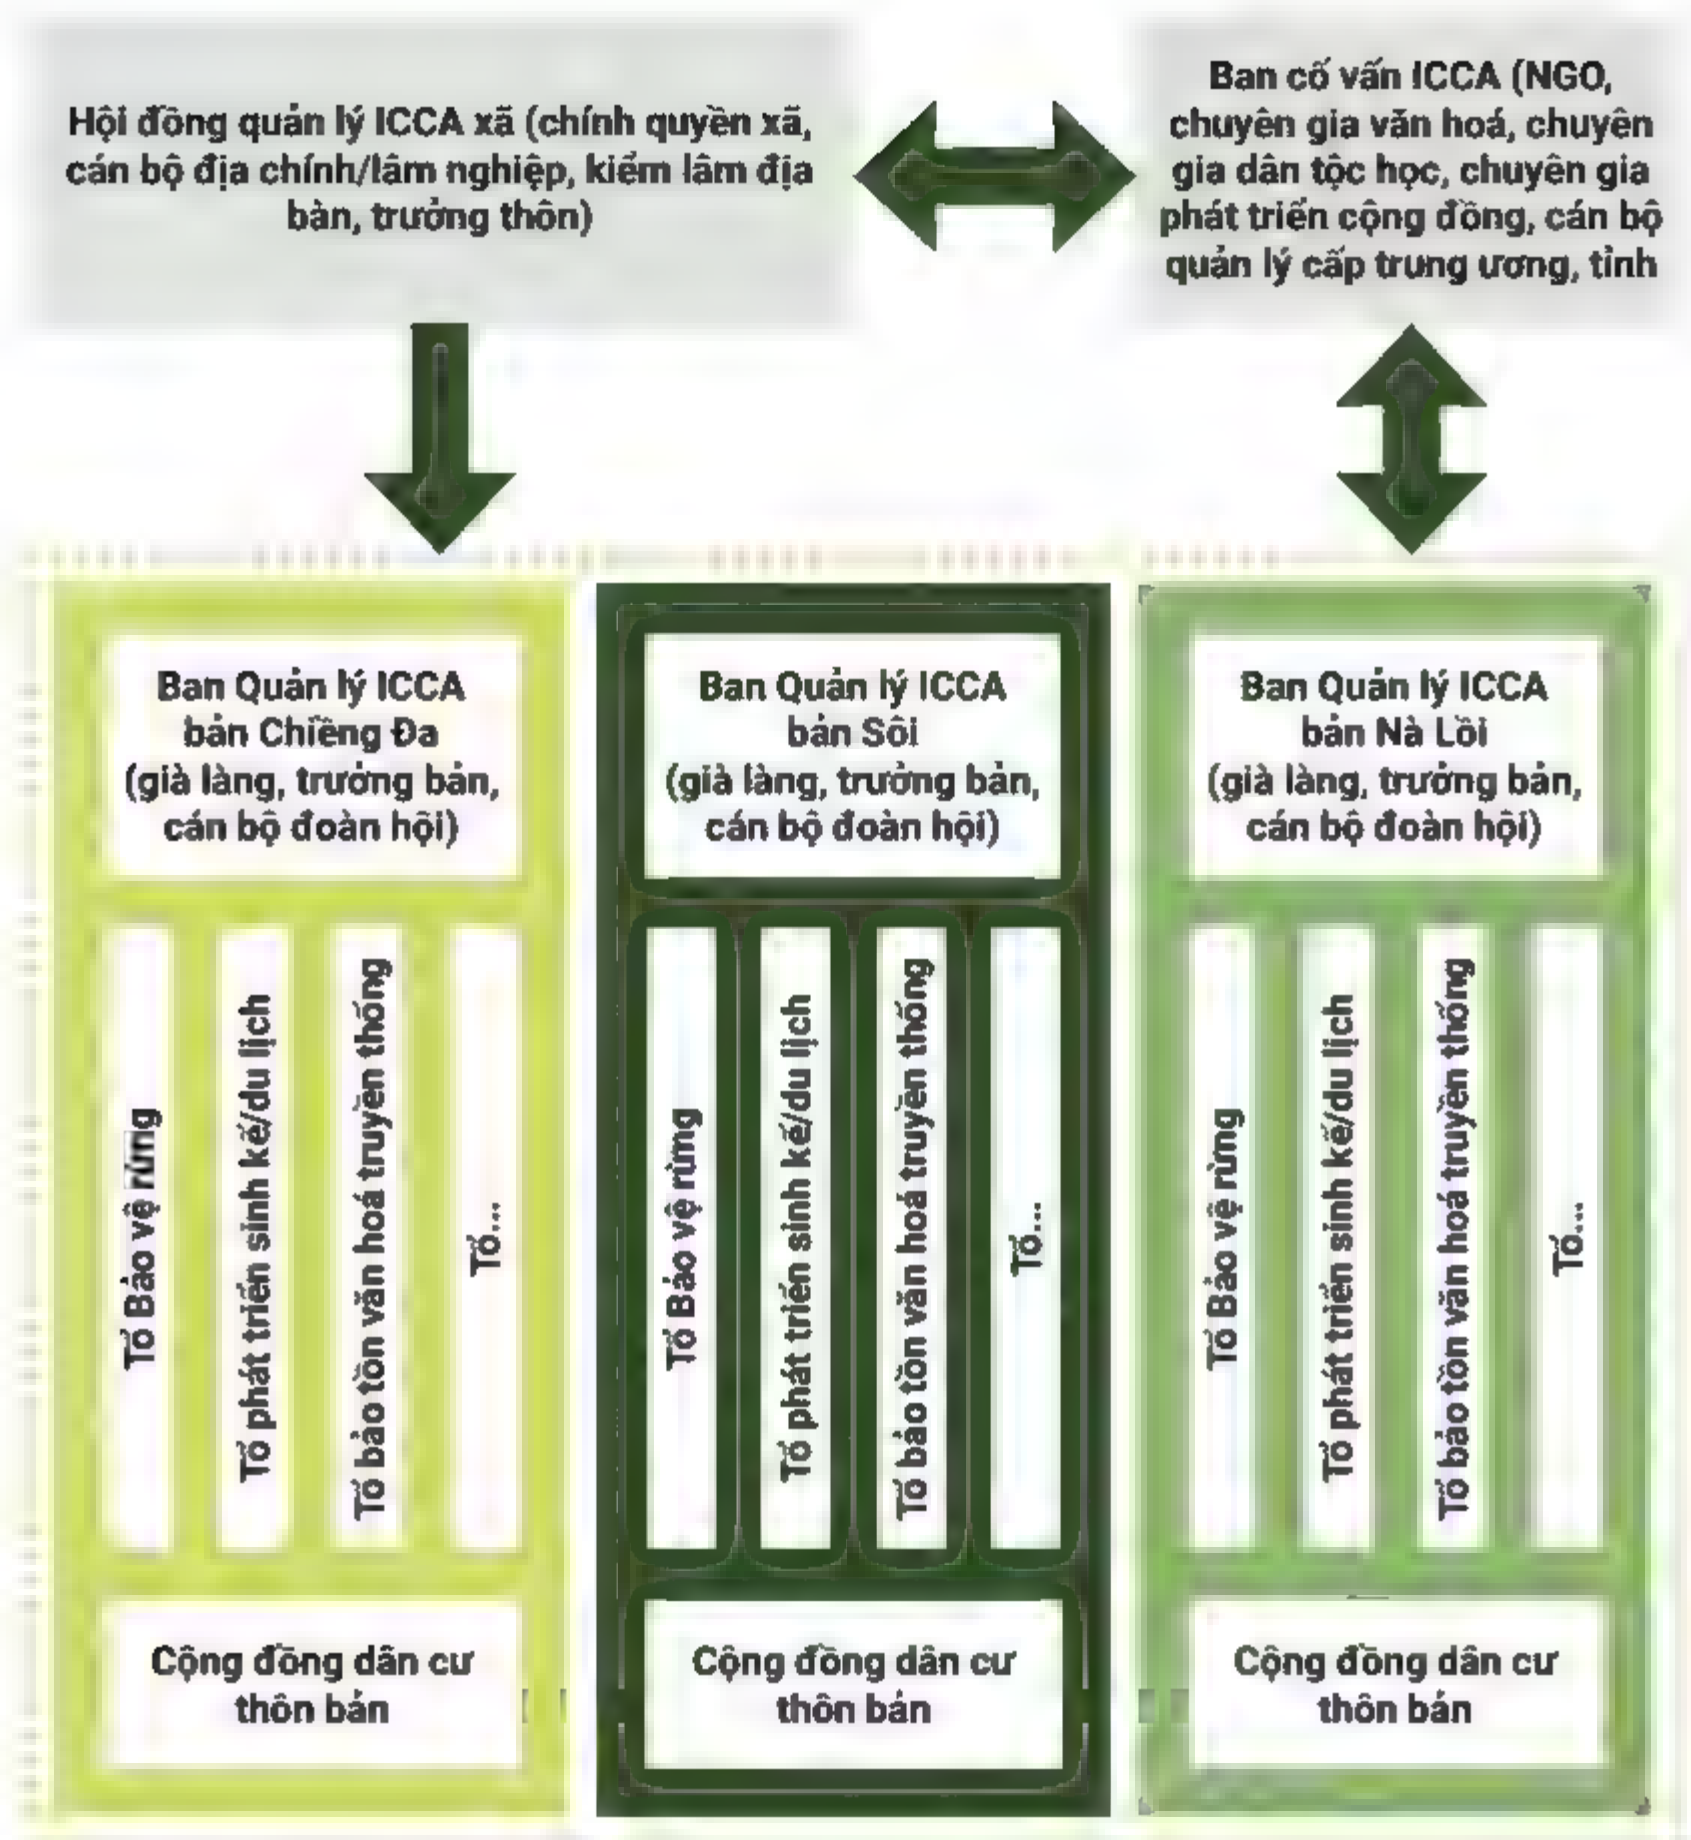 Hội đồng quản lý ICCA xã (chính quyền xã,
cán bộ địa chính/lâm nghiệp, kiểm lâm địa
bàn, trưởng thôn)
Ban cố vấn ICCA (NGO,
chuyên gia văn hoá, chuyên
gia dân tộc học, chuyên gia
phát triển cộng đồng, cán bộ
quản lý cấp trung ương, tỉnh
Ban Quản lý ICCA
bản Chiềng Đa
(già làng, trưởng bản,
cán bộ đoàn hội)
Tổ Bảo vệ rừng
Tổ phát triển sinh kế/du lịch
Tổ bảo tồn văn hoá truyền thống
Tổ...
Cộng đồng dân cư
thôn bản
Ban Quản lý ICCA
bản Sôi
(già làng, trưởng bản,
cán bộ đoàn hội)
Tổ Bảo vệ rừng
Tổ phát triển sinh kế/du lịch
Tổ bảo tồn văn hoá truyền thống
Tổ...
Cộng đồng dân cư
thôn bản
Ban Quản lý ICCA
bản Nà Lồi
(già làng, trưởng bản,
cán bộ đoàn hội)
Tổ Bảo vệ rừng
Tổ phát triển sinh kế/du lịch
Tổ bảo tồn văn hoá truyền thống
Tổ...
Cộng đồng dân cư
thôn bản